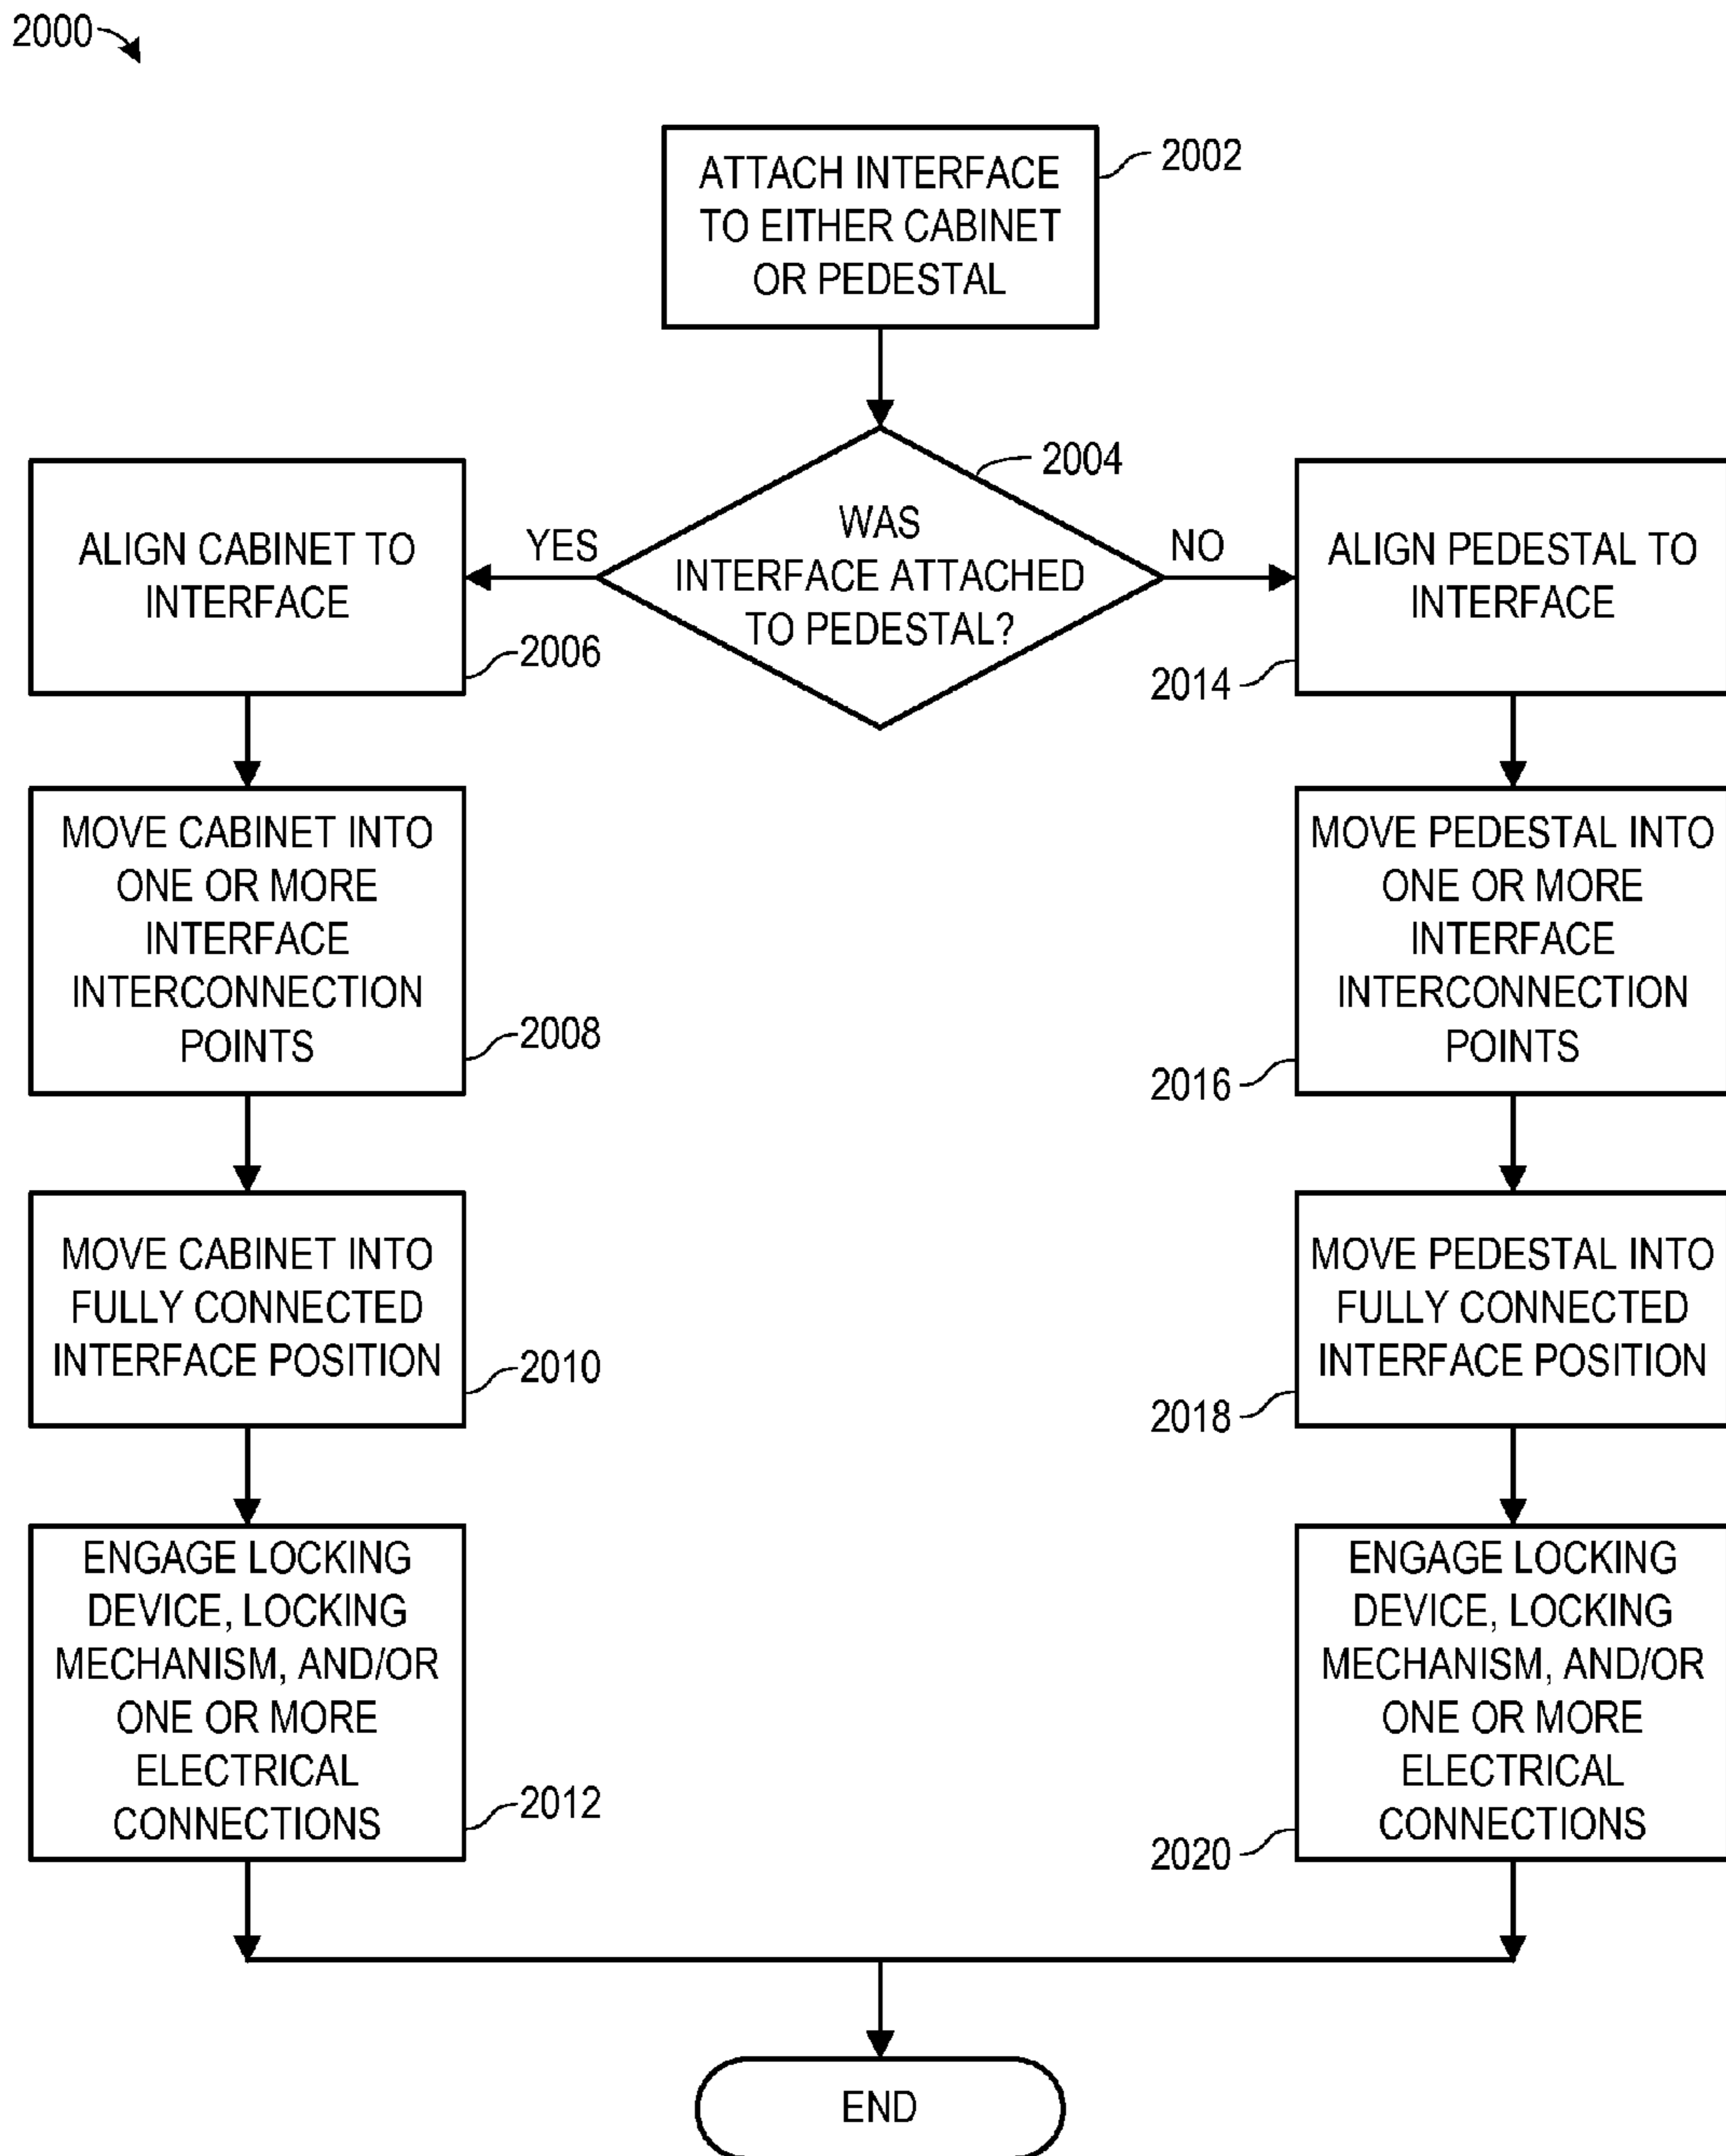 2000
ATTACH INTERFACE
TO EITHER CABINET
OR PEDESTAL
2002
WAS
INTERFACE ATTACHED
TO PEDESTAL?
2004
YES
NO
ALIGN CABINET TO
INTERFACE
2006
MOVE CABINET INTO
ONE OR MORE
INTERFACE
INTERCONNECTION
POINTS
2008
MOVE CABINET INTO
FULLY CONNECTED
INTERFACE POSITION
2010
ENGAGE LOCKING
DEVICE, LOCKING
MECHANISM, AND/OR
ONE OR MORE
ELECTRICAL
CONNECTIONS
2012
ALIGN PEDESTAL TO
INTERFACE
2014
MOVE PEDESTAL INTO
ONE OR MORE
INTERFACE
INTERCONNECTION
POINTS
2016
MOVE PEDESTAL INTO
FULLY CONNECTED
INTERFACE POSITION
2018
ENGAGE LOCKING
DEVICE, LOCKING
MECHANISM, AND/OR
ONE OR MORE
ELECTRICAL
CONNECTIONS
2020
END